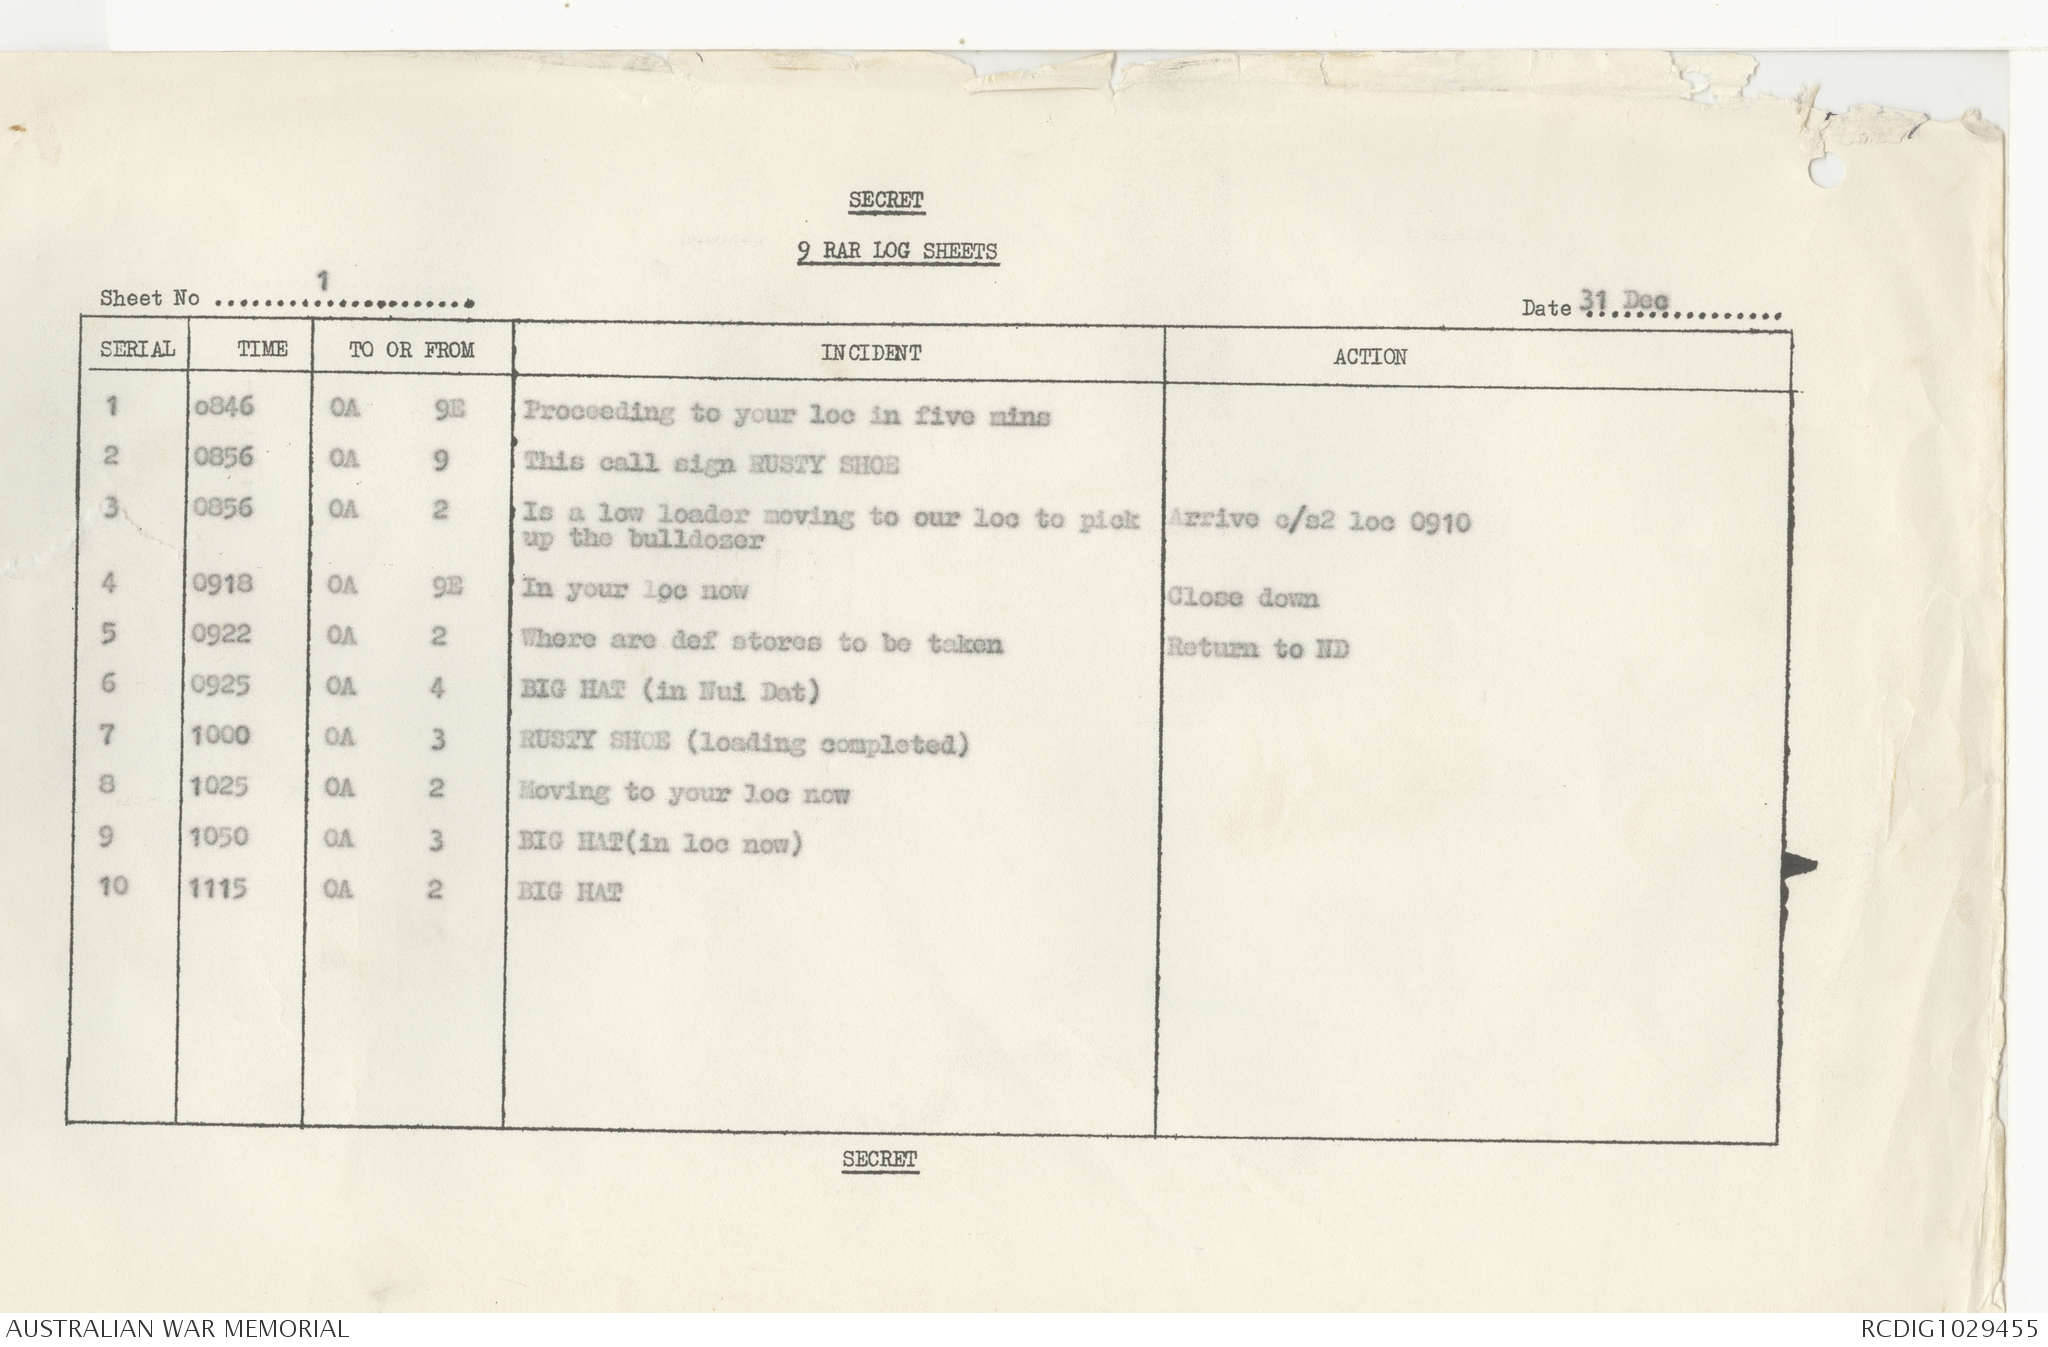 SECRET
9 RAR LOG SHEETS
Sheet No ..................... 1
Date 31 Dec ................
SERIAL TIME TO OR FROM INCIDENT ACTION
1 o846 OA 9E Proceeding to your loc in five mins
2 0856 OA 9 This call sign RUSTY SHOE
3 0856 OA 2 Is a low loader moving to our loc to pick Arrive c/s2 loc 0910
up the bulldozer
4 0918 OA 9E In your loc now Close down
5 0922 OA 2 Where are def stores to be taken Return to ND
6 0925 OA 4 BIG HAT (in Nui Dat)
7 1000 OA 3 RUSTY SHOE (loading completed)
8 1025 OA 2 Moving to your loc now
9 1050 OA 3 BIG HAT(in loc now)
10 1115 OA 2 BIG HAT
SECRET
AUSTRALIAN WAR MEMORIAL RCDIG1029455